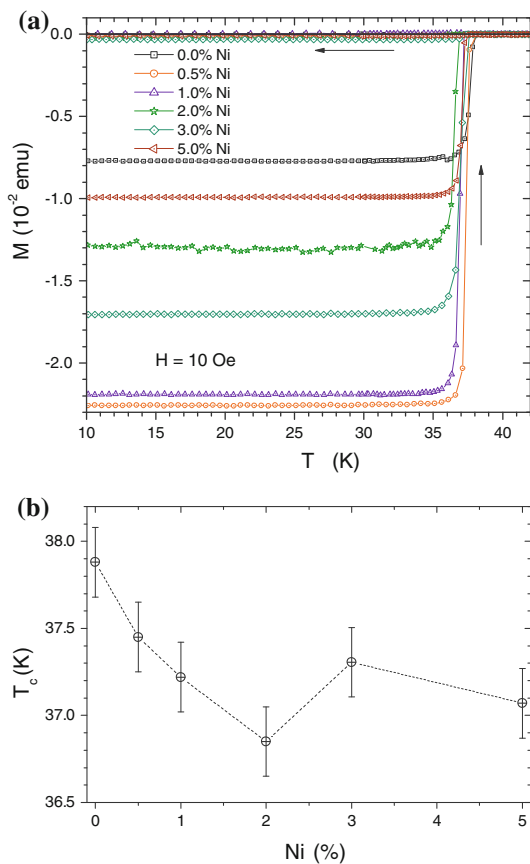 (a)
0.0
-0.5
-1.0
-1.5
-2.0
M (10⁻² emu)
0.0% Ni
0.5% Ni
1.0% Ni
2.0% Ni
3.0% Ni
5.0% Ni
H = 10 Oe
10 15 20 25 30 35 40
T (K)
(b)
38.0
37.5
37.0
36.5
T_c (K)
0 1 2 3 4 5
Ni (%)